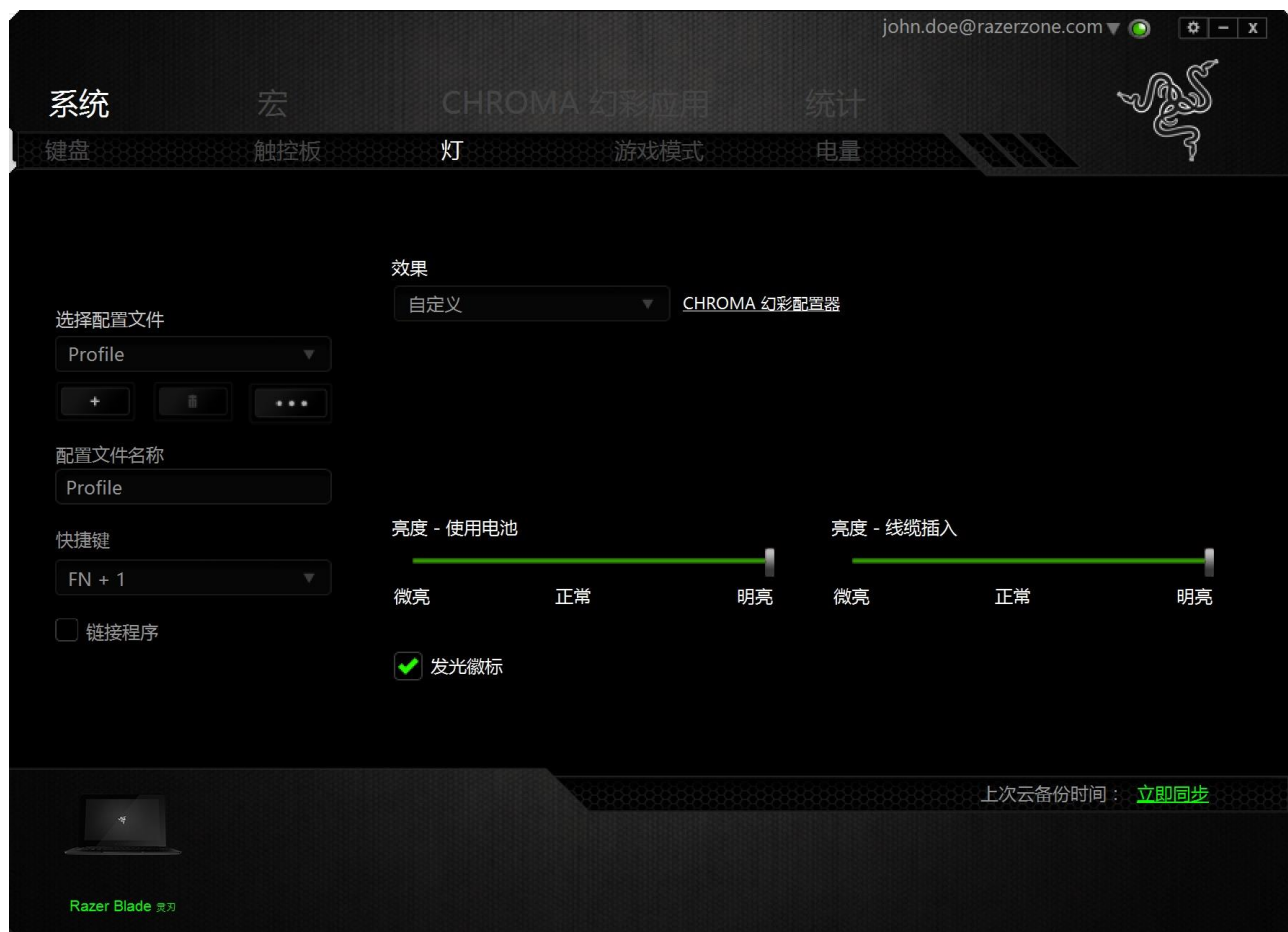 john.doe@razerzone.com
系统 宏 CHROMA 幻彩应用 统计
键盘 触控板 灯 游戏模式 电量
效果
自定义 CHROMA 幻彩配置器
选择配置文件
Profile
配置文件名称
Profile
快捷键
FN + 1
链接程序
亮度 - 使用电池
微亮 正常 明亮
亮度 - 线缆插入
微亮 正常 明亮
发光徽标
上次云备份时间： 立即同步
Razer Blade 灵刃